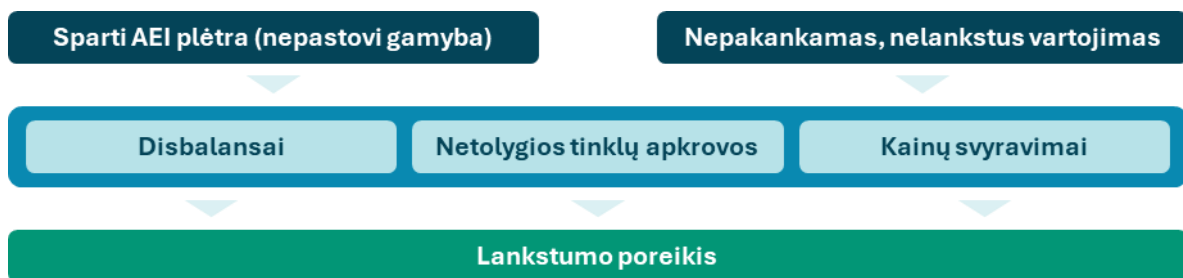 Sparti AEI plėtra (nepastovi gamyba)
Nepakankamas, nelankstus vartojimas
Disbalansai
Netolygios tinklų apkrovos
Kainų svyravimai
Lankstumo poreikis